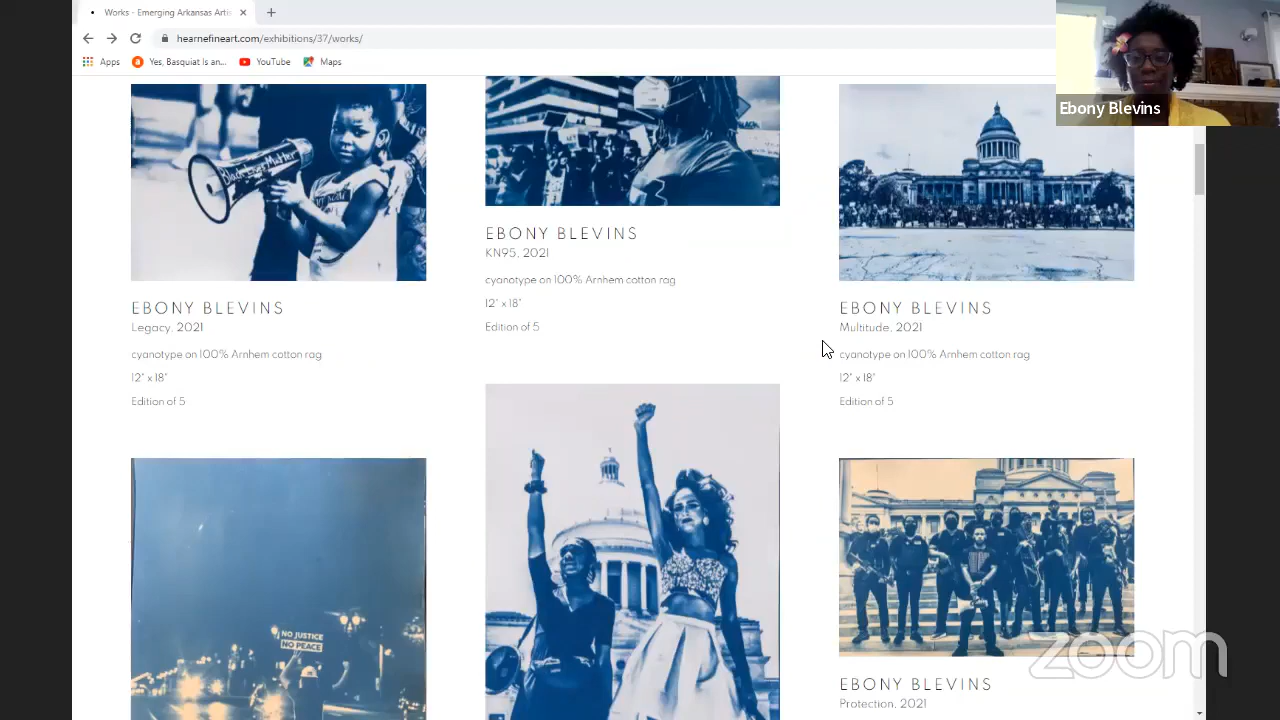 Works - Emerging Arkansas Artis
hearnefineart.com/exhibitions/37/works/
Apps
Yes, Basquiat Is an...
YouTube
Maps
Ebony Blevins
Black Lives Matter
EBONY BLEVINS
Legacy, 2021
cyanotype on 100% Arnhem cotton rag
12" x 18"
Edition of 5
EBONY BLEVINS
KN95, 2021
cyanotype on 100% Arnhem cotton rag
12" x 18"
Edition of 5
EBONY BLEVINS
Multitude, 2021
cyanotype on 100% Arnhem cotton rag
12" x 18"
Edition of 5
NO JUSTICE
NO PEACE
EBONY BLEVINS
Protection, 2021
zoom